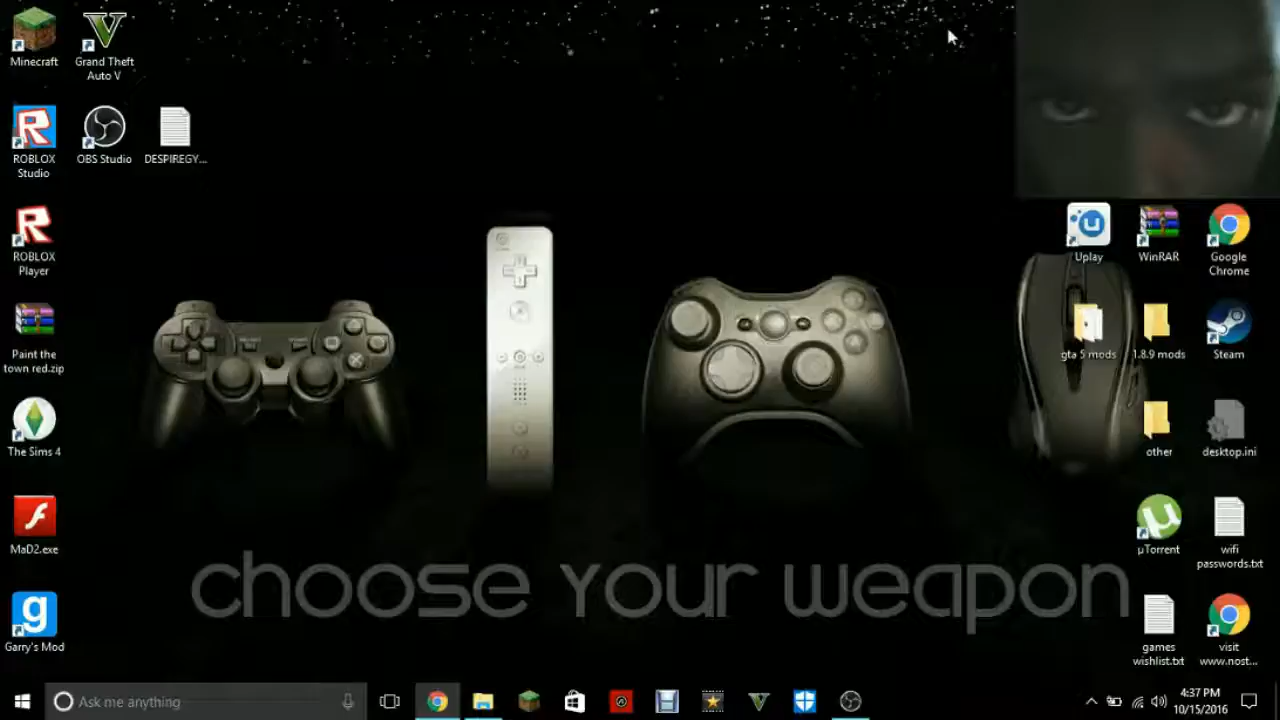 Minecraft
Grand Theft
Auto V
ROBLOX
Studio
OBS Studio
DESPIREGY...
ROBLOX
Player
Paint the
town red.zip
The Sims 4
MaD2.exe
Garry's Mod
Uplay
WinRAR
Google
Chrome
gta 5 mods
1.8.9 mods
Steam
other
desktop.ini
µTorrent
wifi
passwords.txt
games
wishlist.txt
visit
www.nost...
choose your weapon
Ask me anything
4:37 PM
10/15/2016